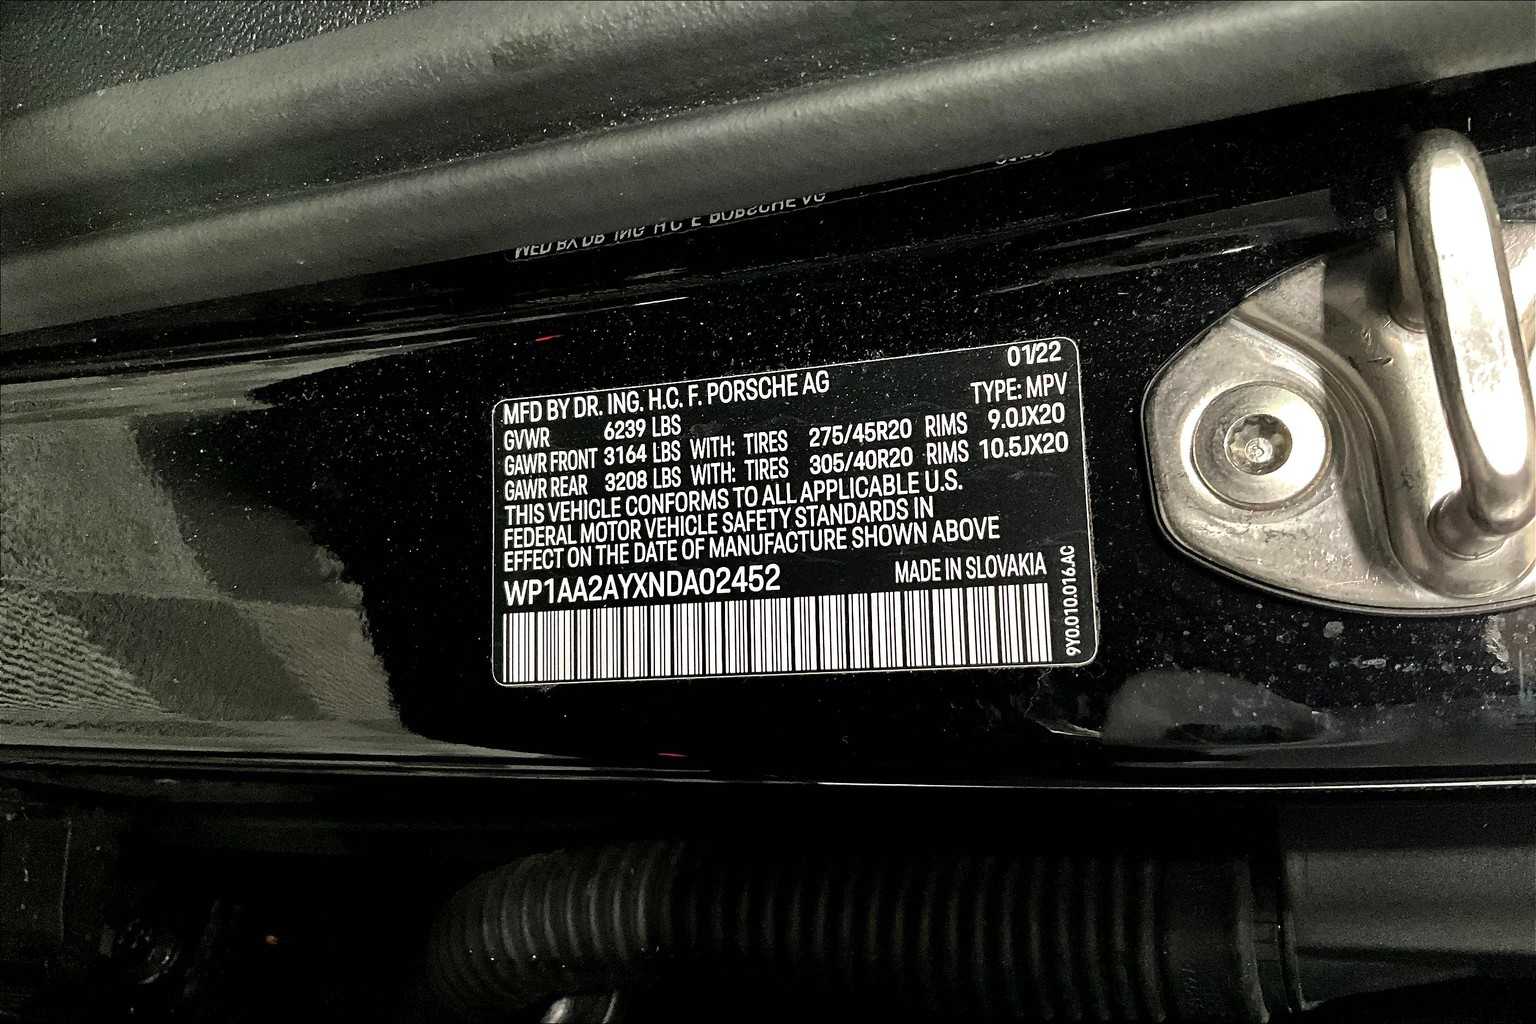 01/22
MFD BY DR. ING. H.C. F. PORSCHE AG
TYPE: MPV
GVWR 6239 LBS
GAWR FRONT 3164 LBS WITH: TIRES 275/45R20 RIMS 9.0JX20
GAWR REAR 3208 LBS WITH: TIRES 305/40R20 RIMS 10.5JX20
THIS VEHICLE CONFORMS TO ALL APPLICABLE U.S.
FEDERAL MOTOR VEHICLE SAFETY STANDARDS IN
EFFECT ON THE DATE OF MANUFACTURE SHOWN ABOVE
WP1AA2AYXNDA02452 MADE IN SLOVAKIA
9Y0.010.016.AC